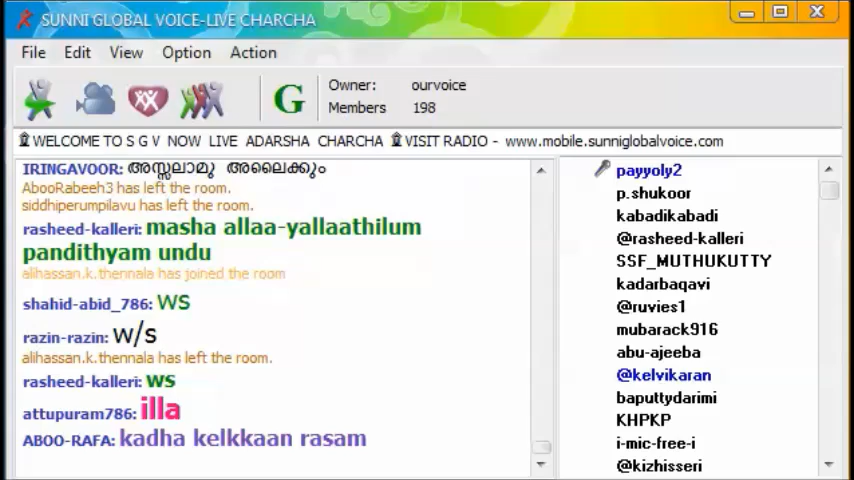 SUNNI GLOBAL VOICE-LIVE CHARCHA
File Edit View Option Action
G
Owner: ourvoice
Members 198
WELCOME TO S G V NOW LIVE ADARSHA CHARCHA VISIT RADIO - www.mobile.sunniglobalvoice.com
IRINGAVOOR: അസ്സലാമു അലൈക്കും
AbooRabeeh3 has left the room.
siddhiperumpilavu has left the room.
rasheed-kalleri: masha allaa-yallaathilum
pandithyam undu
alihassan.k.thennala has joined the room
shahid-abid_786: ws
razin-razin: w/s
alihassan.k.thennala has left the room.
rasheed-kalleri: ws
attupuram786: illa
ABOO-RAFA: kadha kelkkaan rasam
payyoly2
p.shukoor
kabadikabadi
@rasheed-kalleri
SSF_MUTHUKUTTY
kadarbaqavi
@ruvies1
mubarack916
abu-ajeeba
@kelvikaran
baputtydarimi
KHPKP
i-mic-free-i
@kizhisseri